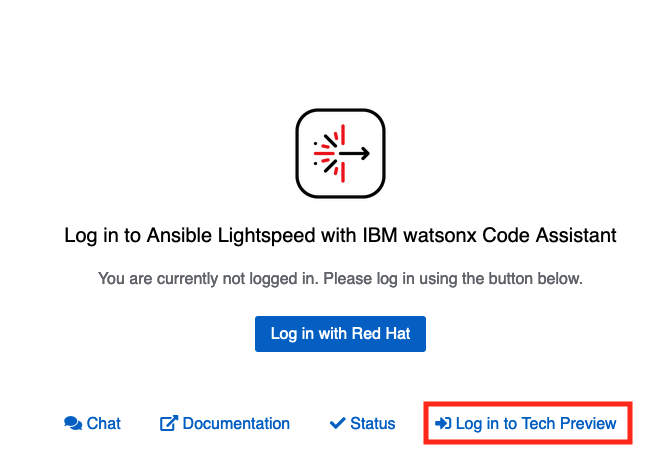 Log in to Ansible Lightspeed with IBM watsonx Code Assistant
You are currently not logged in. Please log in using the button below.
Log in with Red Hat
Chat Documentation Status Log in to Tech Preview